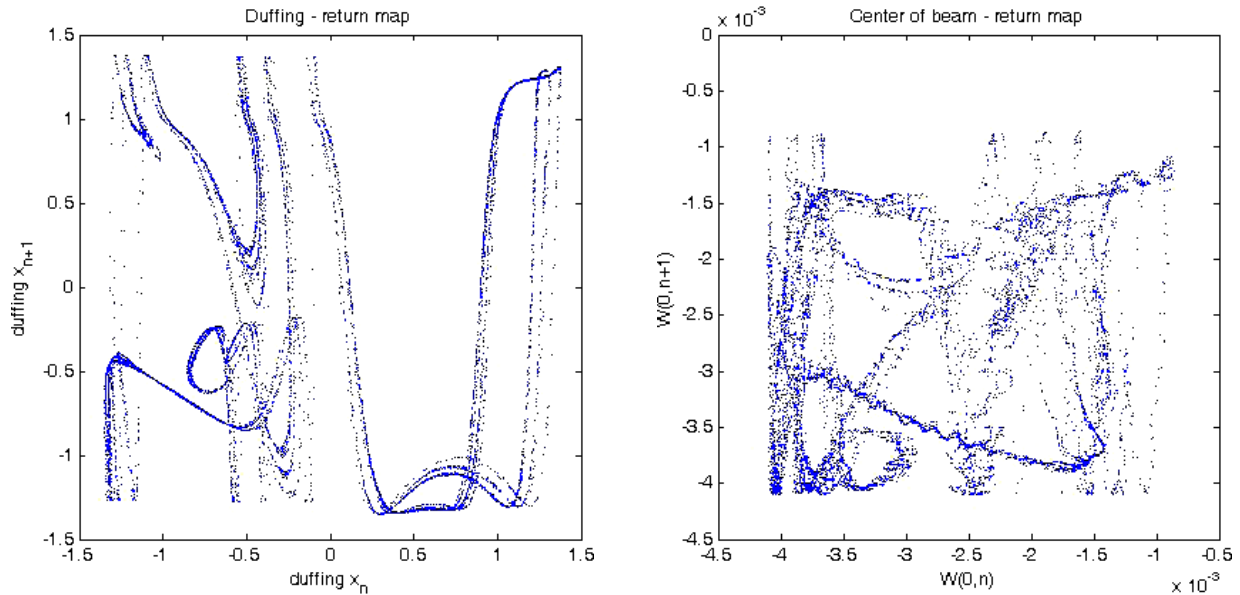 Duffing - return map
1.5
1
0.5
0
-0.5
-1
-1.5
duffing x_{n+1}
-1.5 -1 -0.5 0 0.5 1 1.5
duffing x_n
Center of beam - return map
x 10^{-3}
0
-0.5
-1
-1.5
-2
-2.5
-3
-3.5
-4
-4.5
W(0,n+1)
-4.5 -4 -3.5 -3 -2.5 -2 -1.5 -1 -0.5
W(0,n)
x 10^{-3}